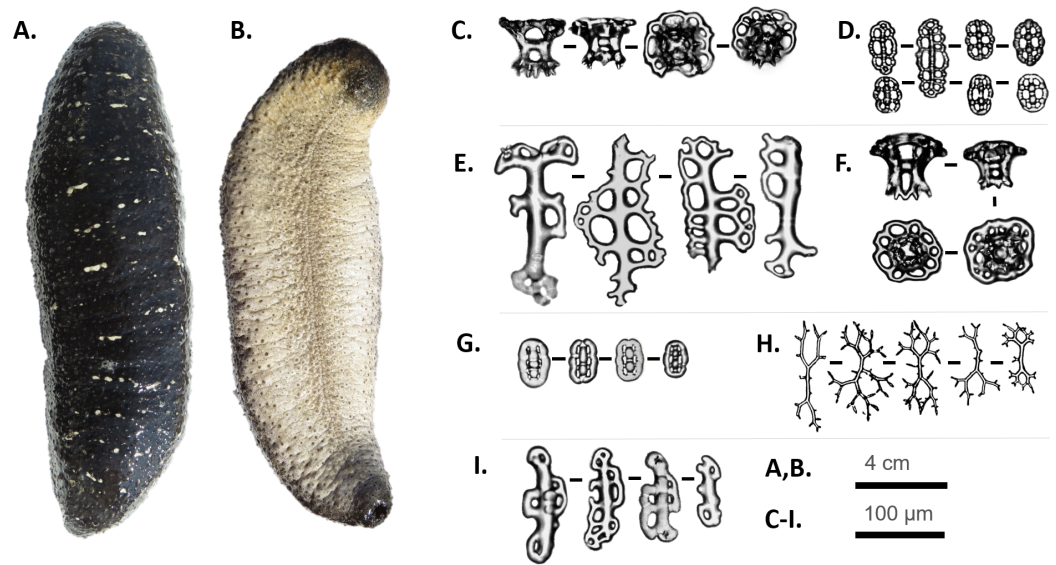 A.
B.
C.
D.
E.
F.
G.
H.
I.
A,B.
4 cm
C-I.
100 µm